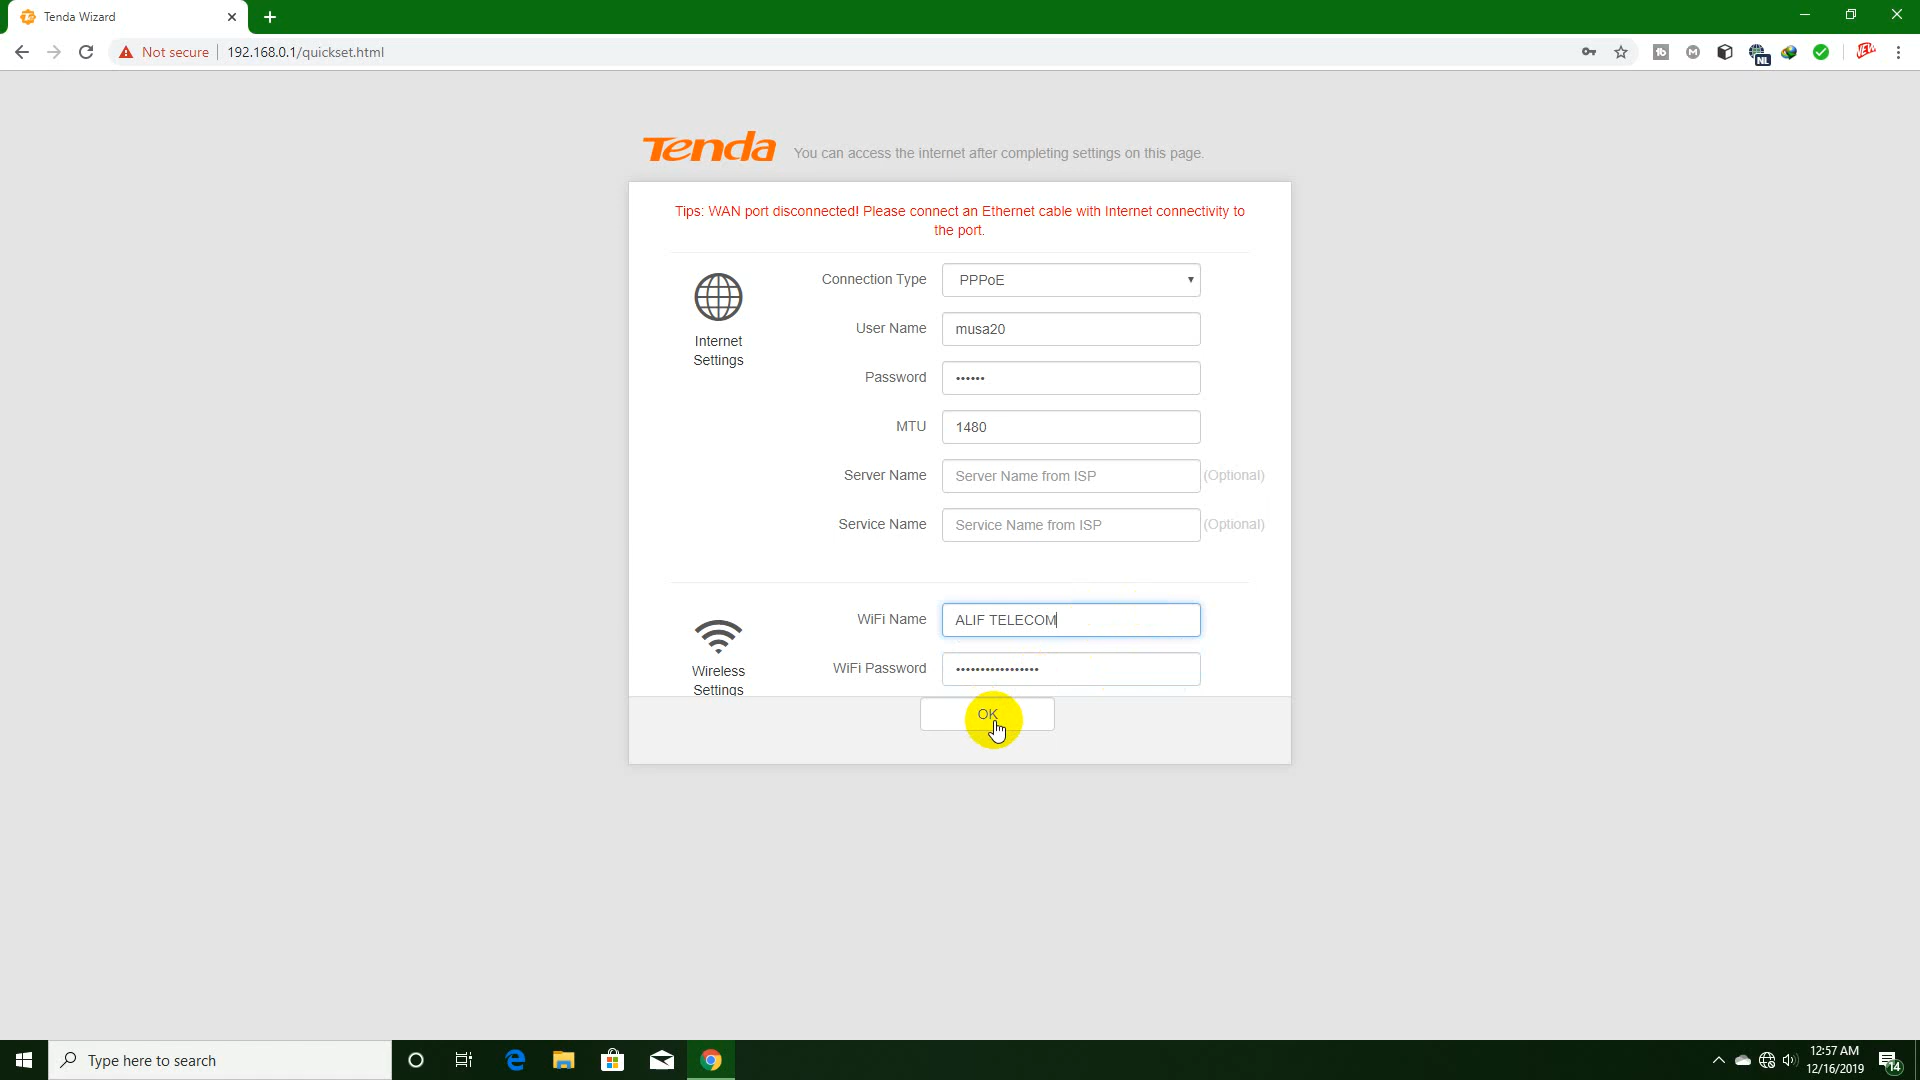 Tenda Wizard
Not secure
192.168.0.1/quickset.html
NL
NEW
Tenda
You can access the internet after completing settings on this page.
Tips: WAN port disconnected! Please connect an Ethernet cable with Internet connectivity to
the port.
Connection Type
PPPoE
Internet
Settings
User Name
musa20
Password
••••••
MTU
1480
Server Name
Server Name from ISP
(Optional)
Service Name
Service Name from ISP
(Optional)
WiFi Name
ALIF TELECOM
Wireless
Settings
WiFi Password
•••••••••••••••••
OK
Type here to search
12:57 AM
12/16/2019
14